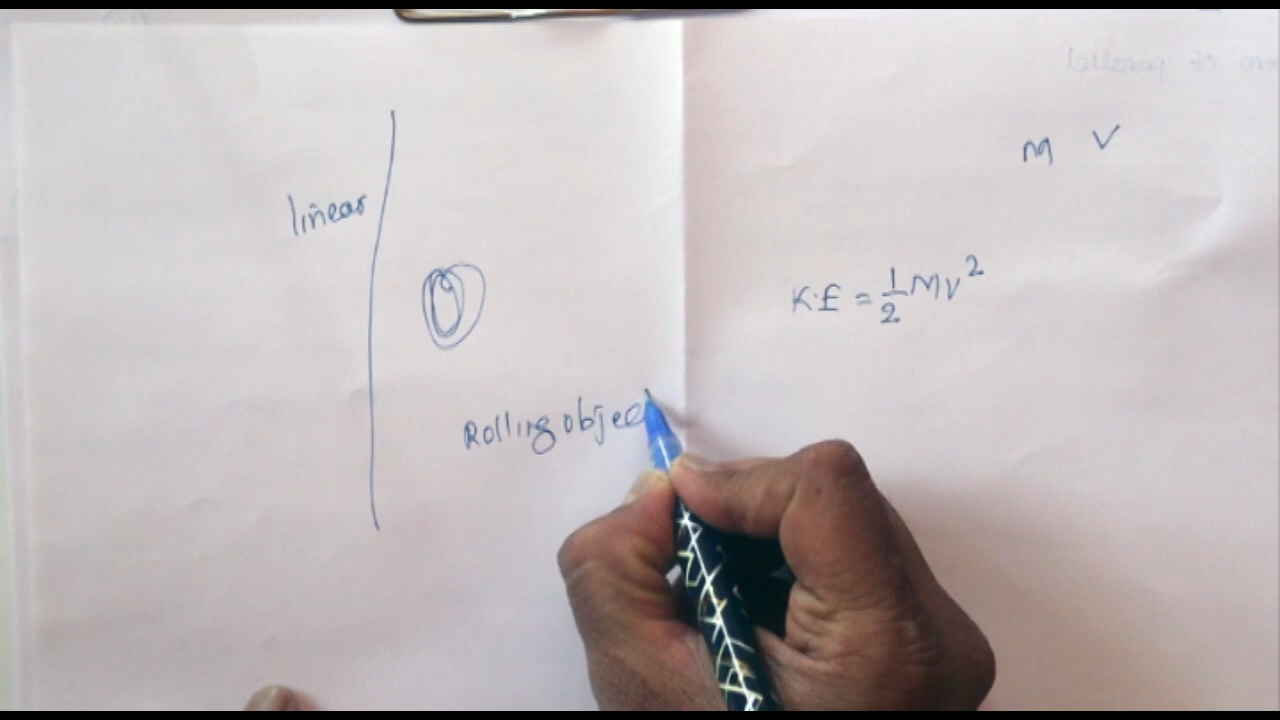 m v
linear
K.E = 1/2 Mv²
Rolling objec